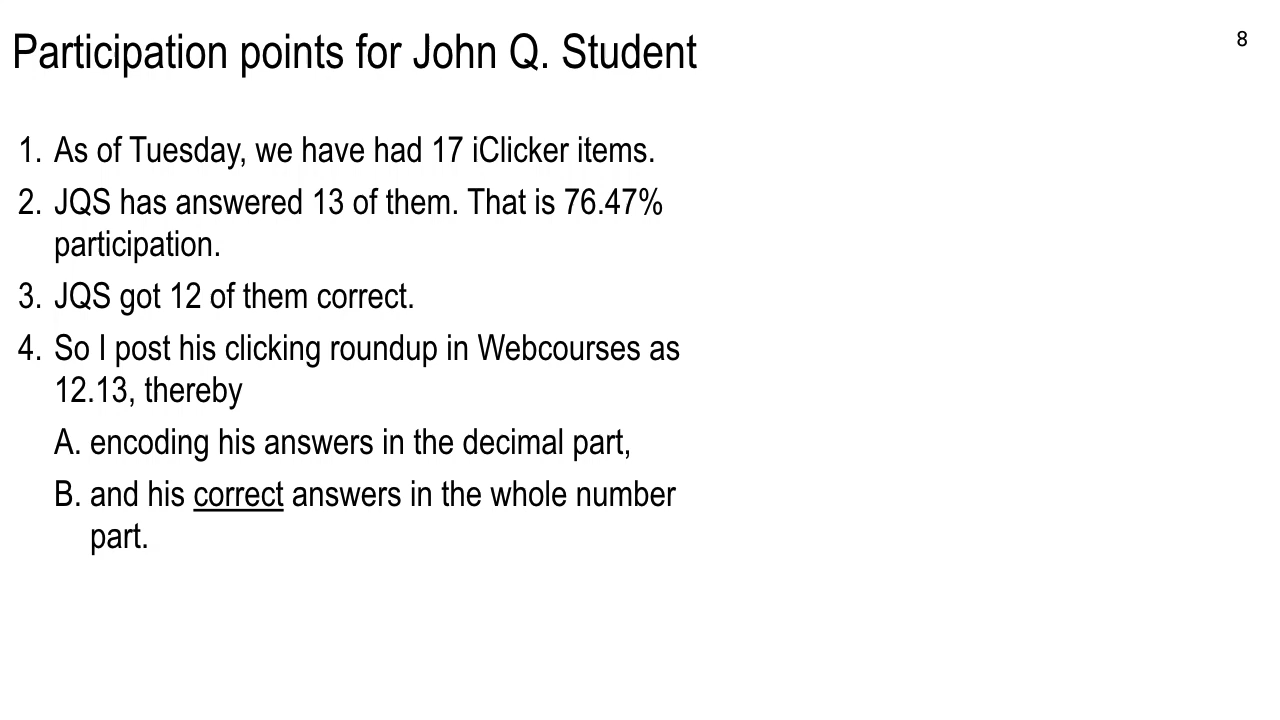 Participation points for John Q. Student
8
1. As of Tuesday, we have had 17 iClicker items.
2. JQS has answered 13 of them. That is 76.47%
participation.
3. JQS got 12 of them correct.
4. So I post his clicking roundup in Webcourses as
12.13, thereby
A. encoding his answers in the decimal part,
B. and his correct answers in the whole number
part.